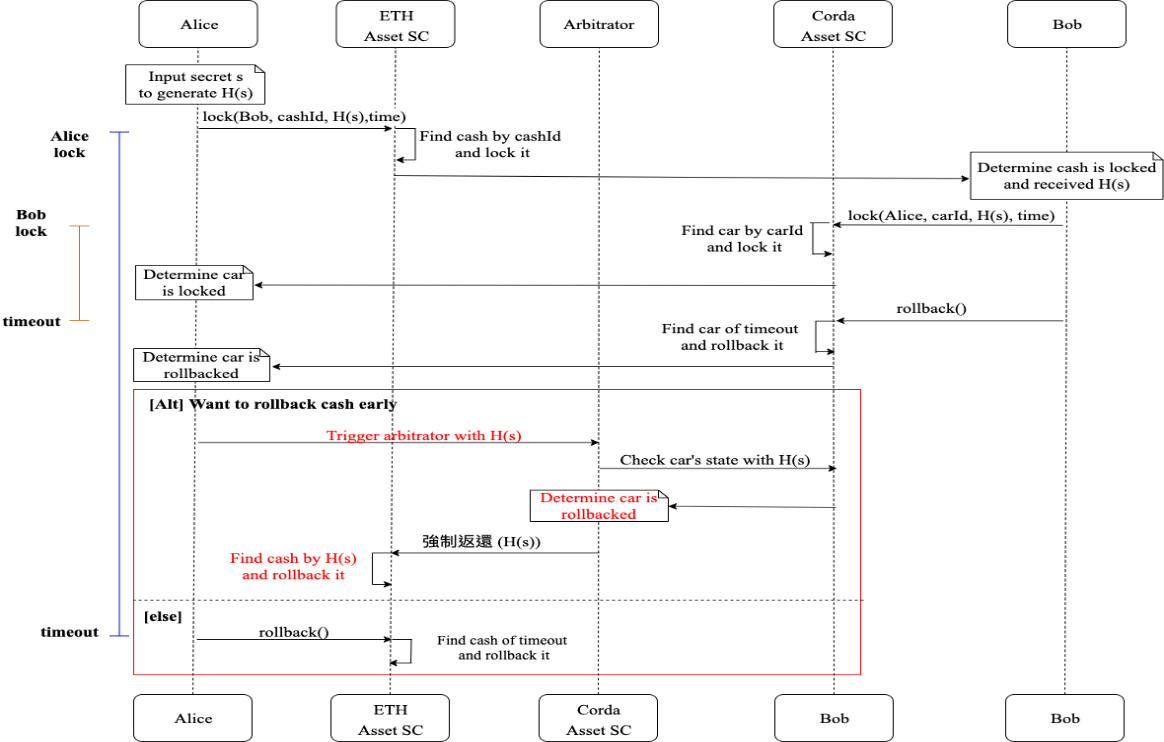 Alice
ETH
Asset SC
Arbitrator
Corda
Asset SC
Bob
Input secret s
to generate H(s)
lock(Bob, cashId, H(s),time)
Alice
lock
Find cash by cashId
and lock it
Determine cash is locked
and received H(s)
Bob
lock
lock(Alice, carId, H(s), time)
Find car by carId
and lock it
Determine car
is locked
timeout
rollback()
Find car of timeout
and rollback it
Determine car is
rollbacked
[Alt] Want to rollback cash early
Trigger arbitrator with H(s)
Check car's state with H(s)
Determine car is
rollbacked
強制返還 (H(s))
Find cash by H(s)
and rollback it
[else]
timeout
rollback()
Find cash of timeout
and rollback it
Alice
ETH
Asset SC
Corda
Asset SC
Bob
Bob